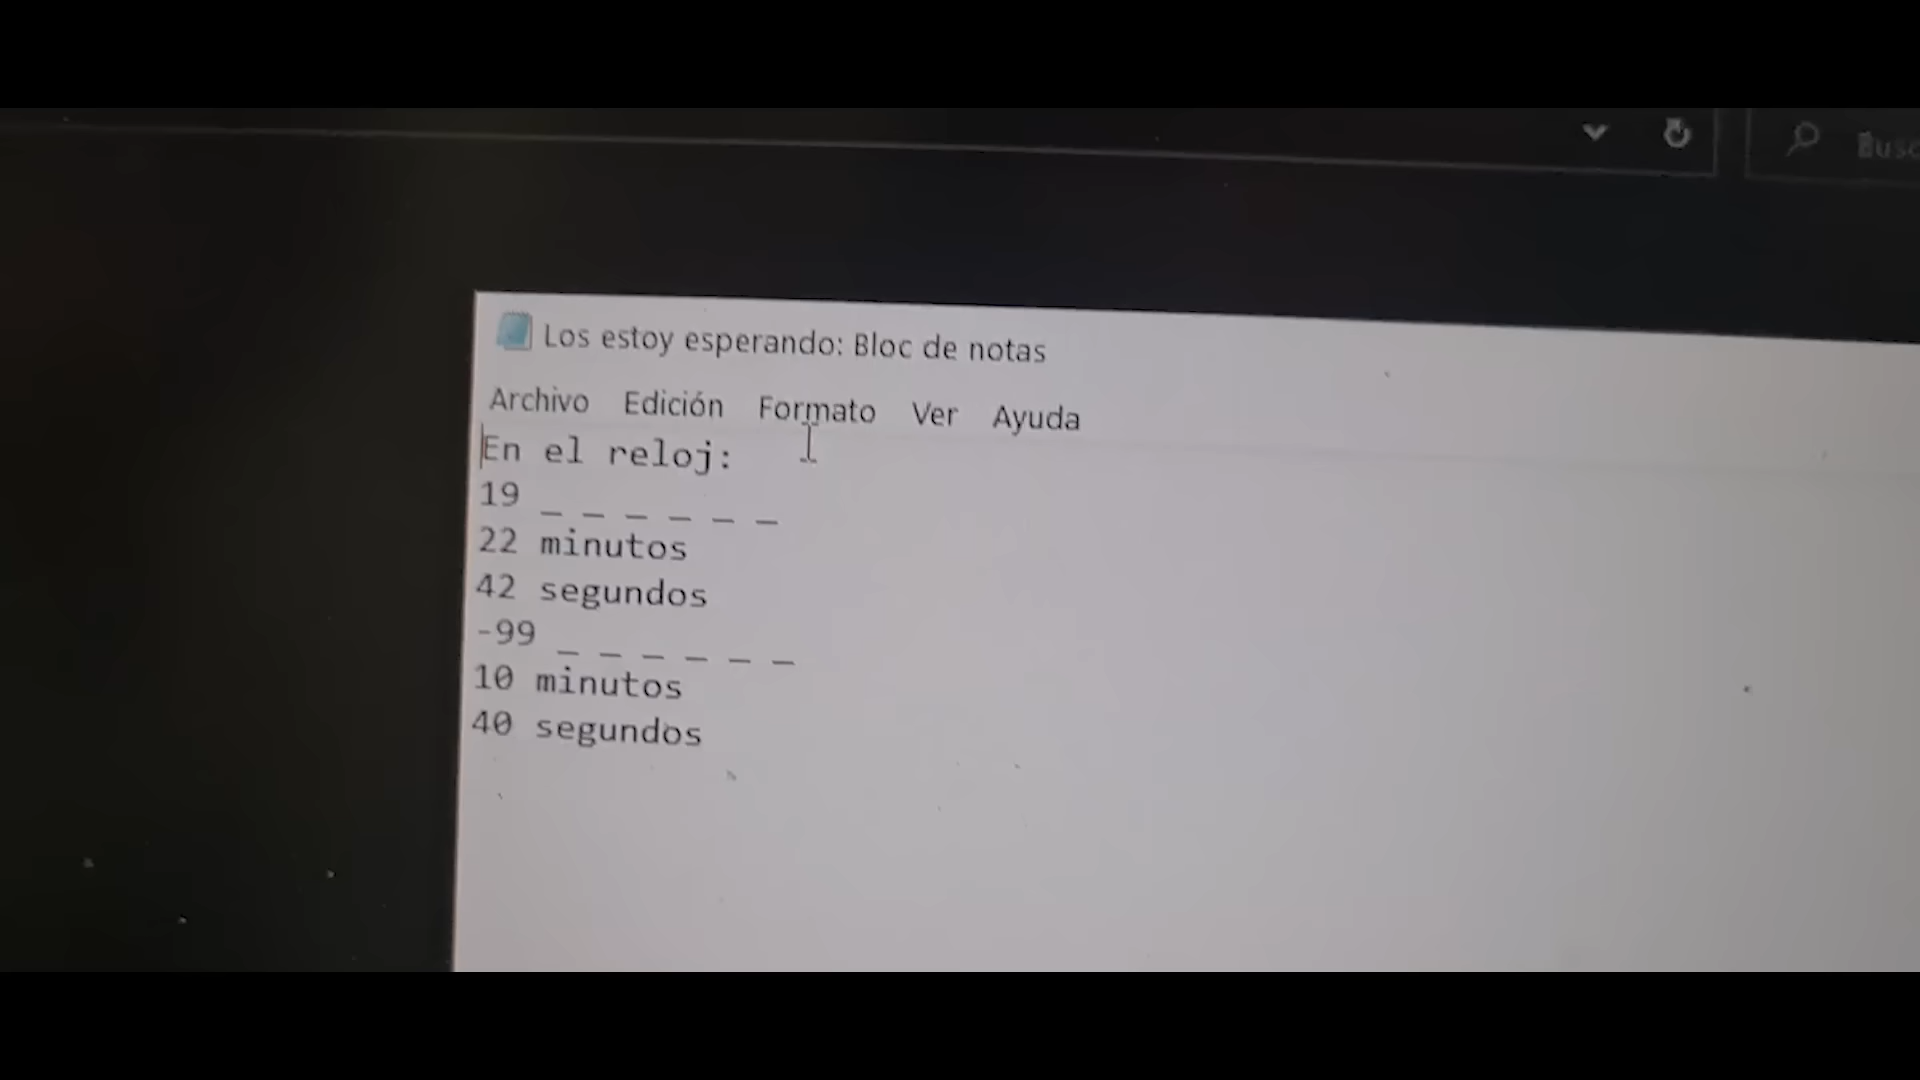 Busc
Los estoy esperando: Bloc de notas
Archivo Edición Formato Ver Ayuda
En el reloj:
19 _ _ _ _ _ _
22 minutos
42 segundos
-99 _ _ _ _ _ _
10 minutos
40 segundos